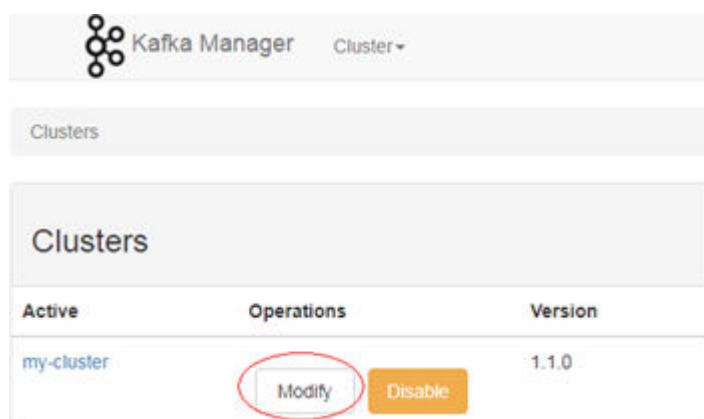 Kafka Manager Cluster
Clusters
Clusters
Active Operations Version
my-cluster Modify Disable 1.1.0